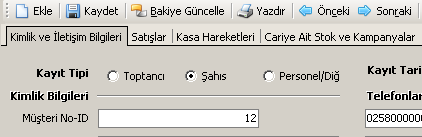 Ekle Kaydet Bakiye Güncelle Yazdır Önceki Sonraki
Kimlik ve İletişim Bilgileri Satışlar Kasa Hareketleri Cariye Ait Stok ve Kampanyalar
Kayıt Tipi Toptancı Şahıs Personel/Diğ Kayıt Tari
Kimlik Bilgileri Telefonlar
Müşteri No-ID 12 0258000000